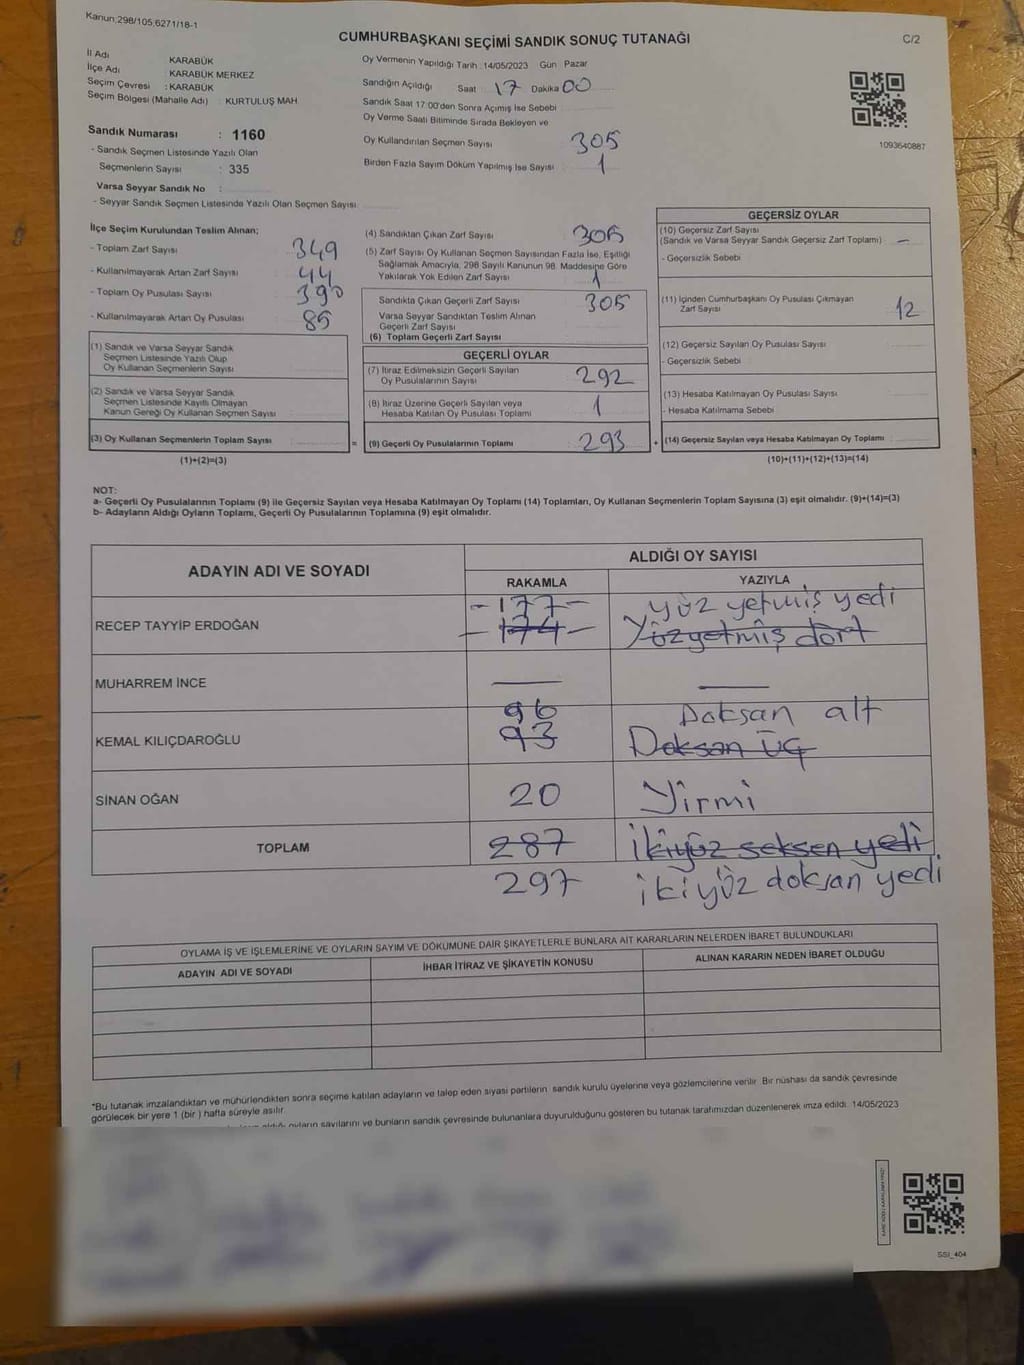 Kanun;298/105,6271/18-1
CUMHURBAŞKANI SEÇİMİ SANDIK SONUÇ TUTANAĞI
C/2
İl Adı KARABÜK
İlçe Adı KARABÜK MERKEZ
Seçim Çevresi : KARABÜK
Seçim Bölgesi (Mahalle Adı) : KURTULUŞ MAH
Sandık Numarası : 1160
- Sandık Seçmen Listesinde Yazılı Olan
Seçmenlerin Sayısı : 335
Varsa Seyyar Sandık No :
- Seyyar Sandık Seçmen Listesinde Yazılı Olan Seçmen Sayısı
Oy Vermenin Yapıldığı Tarih :14/05/2023 Gün Pazar
Sandığın Açıldığı Saat 17 Dakika 00
Sandık Saat 17:00'den Sonra Açılmış İse Sebebi
Oy Verme Saati Bitiminde Sırada Bekleyen ve
Oy Kullandırılan Seçmen Sayısı 305
Birden Fazla Sayım Döküm Yapılmış İse Sayısı 1
1093640887
İlçe Seçim Kurulundan Teslim Alınan;
- Toplam Zarf Sayısı 349
- Kullanılmayarak Artan Zarf Sayısı 44
- Toplam Oy Pusulası Sayısı 390
- Kullanılmayarak Artan Oy Pusulası 85
(1) Sandık ve Varsa Seyyar Sandık
Seçmen Listesinde Yazılı Olup
Oy Kullanan Seçmenlerin Sayısı
(2) Sandık ve Varsa Seyyar Sandık
Seçmen Listesinde Kayıtlı Olmayan
Kanun Gereği Oy Kullanan Seçmen Sayısı
(3) Oy Kullanan Seçmenlerin Toplam Sayısı =
(1)+(2)=(3)
(4) Sandıktan Çıkan Zarf Sayısı 305
(5) Zarf Sayısı Oy Kullanan Seçmen Sayısından Fazla İse, Eşitliği
Sağlamak Amacıyla, 298 Sayılı Kanunun 98. Maddesine Göre
Yakılarak Yok Edilen Zarf Sayısı 1
Sandıkta Çıkan Geçerli Zarf Sayısı 305
Varsa Seyyar Sandıktan Teslim Alınan
Geçerli Zarf Sayısı
(6) Toplam Geçerli Zarf Sayısı
GEÇERLİ OYLAR
(7) İtiraz Edilmeksizin Geçerli Sayılan
Oy Pusulalarının Sayısı 292
(8) İtiraz Üzerine Geçerli Sayılan veya
Hesaba Katılan Oy Pusulası Toplamı 1
(9) Geçerli Oy Pusulalarının Toplamı 293 +
GEÇERSİZ OYLAR
(10) Geçersiz Zarf Sayısı
(Sandık ve Varsa Seyyar Sandık Geçersiz Zarf Toplamı) -
- Geçersizlik Sebebi
(11) İçinden Cumhurbaşkanı Oy Pusulası Çıkmayan
Zarf Sayısı 12
(12) Geçersiz Sayılan Oy Pusulası Sayısı
- Geçersizlik Sebebi
(13) Hesaba Katılmayan Oy Pusulası Sayısı
- Hesaba Katılmama Sebebi
(14) Geçersiz Sayılan veya Hesaba Katılmayan Oy Toplamı
(10)+(11)+(12)+(13)=(14)
NOT:
a- Geçerli Oy Pusulalarının Toplamı (9) ile Geçersiz Sayılan veya Hesaba Katılmayan Oy Toplamı (14) Toplamları, Oy Kullanan Seçmenlerin Toplam Sayısına (3) eşit olmalıdır. (9)+(14)=(3)
b- Adayların Aldığı Oyların Toplamı, Geçerli Oy Pusulalarının Toplamına (9) eşit olmalıdır.
ADAYIN ADI VE SOYADI
ALDIĞI OY SAYISI
RAKAMLA YAZIYLA
-177- yüz yetmiş yedi
RECEP TAYYİP ERDOĞAN -174- Yüzyetmiş dört
MUHARREM İNCE — —
96 Doksan altı
KEMAL KILIÇDAROĞLU 93 Doksan üç
SİNAN OĞAN 20 Yirmi
TOPLAM 287 İkiyüz seksen yedi
297 ikiyüz doksan yedi
OYLAMA İŞ VE İŞLEMLERİNE VE OYLARIN SAYIM VE DÖKÜMÜNE DAİR ŞİKAYETLERLE BUNLARA AİT KARARLARIN NELERDEN İBARET BULUNDUKLARI
ADAYIN ADI VE SOYADI İHBAR İTİRAZ VE ŞİKAYETİN KONUSU ALINAN KARARIN NEDEN İBARET OLDUĞU
"Bu tutanak imzalandıktan ve mühürlendikten sonra seçime katılan adayların ve talep eden siyasi partilerin sandık kurulu üyelerine veya gözlemcilerine verilir. Bir nüshası da sandık çevresinde
görülecek bir yere 1 (bir) hafta süreyle asılır.
aldığı oyların sayılarını ve bunların sandık çevresinde bulunanlara duyurulduğunu gösteren bu tutanak tarafımızdan düzenlenerek imza edildi. 14/05/2023
SSİ_404